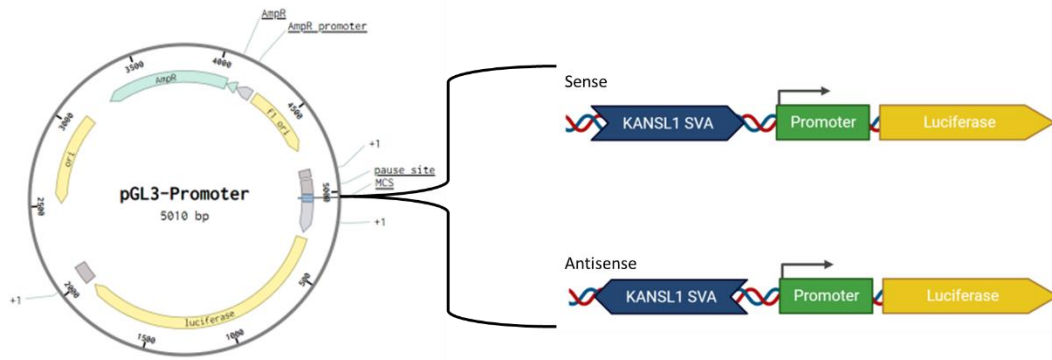 AmpR
AmpR promoter
4000
3500
AmpR
4500
f1 ori
3000
ori
+1
pause site
5000
MCS
pGL3-Promoter
5010 bp
2500
+1
500
+1
2000
luciferase
1000
1500
Sense
KANSL1 SVA
Promoter
Luciferase
Antisense
KANSL1 SVA
Promoter
Luciferase